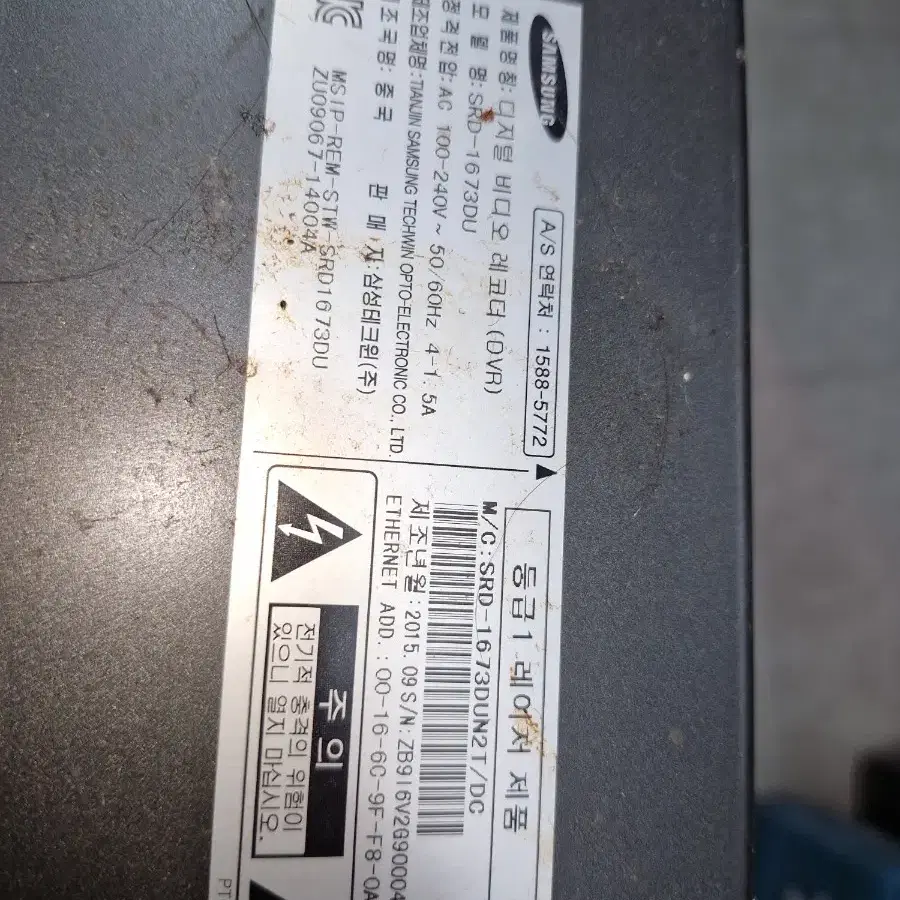 SAMSUNG
A/S 연락처 : 1588-5772
제품명칭: 디지털 비디오 레코더 (DVR)
모 델 명: SRD-1673DU
정격전압: AC 100-240V~ 50/60Hz 4-1.5A
제조업체명:TIANJIN SAMSUNG TECHWIN OPTO-ELECTRONIC CO., LTD.
조국명: 중국 판 매 자:삼성테크윈(주)
MSIP-REM-STW-SRD1673DU
ZU09067-14004A
등급1 레이저 제품
M/C:SRD-1673DUN2T/DC
제조년월:2015.09 S/N:ZB9I6V2G90004
ETHERNET ADD.:00-16-6C-9F-F8-0A
주의
전기적 충격의 위험이
있으니 열지 마십시오.
PT